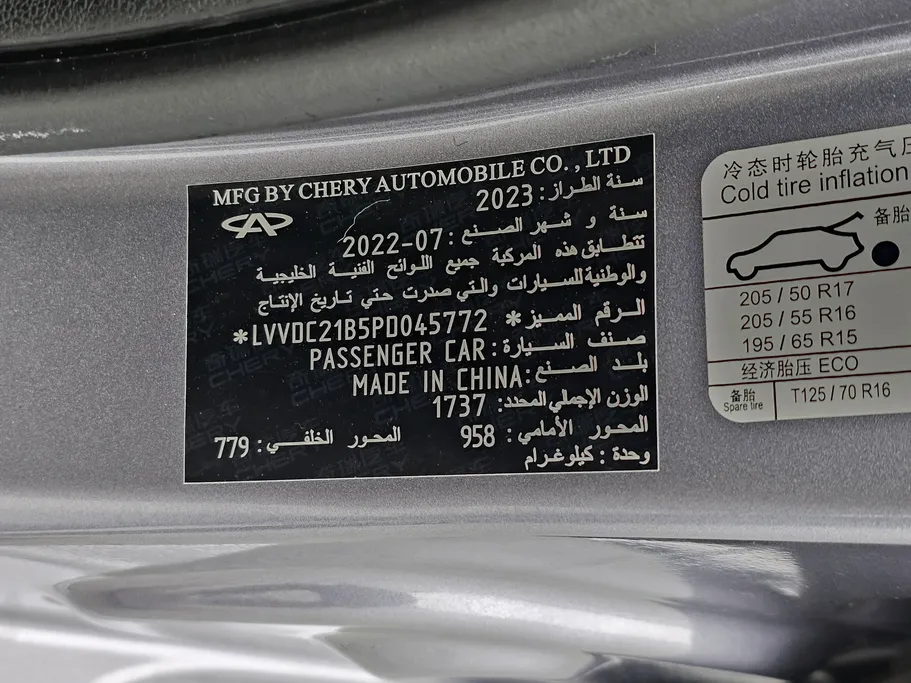 MFG BY CHERY AUTOMOBILE CO., LTD
سنة الطراز: 2023
سنة و شهر الصنع: 2022-07
تتطابق هذه المركبة جميع اللوائح الفنية الخليجية
والوطنية للسيارات والتي صدرت حتي تاريخ الإنتاج
الرقم المميز: *LVVDC21B5PD045772*
صنف السيارة: PASSENGER CAR
بلد الصنع: MADE IN CHINA
الوزن الإجمالي المحدد: 1737
المحور الأمامي: 958 المحور الخلفي: 779
وحدة: كيلوغرام
冷态时轮胎充气压
Cold tire inflation
备胎
205 / 50 R17
205 / 55 R16
195 / 65 R15
经济胎压 ECO
备胎
Spare tire
T125 / 70 R16